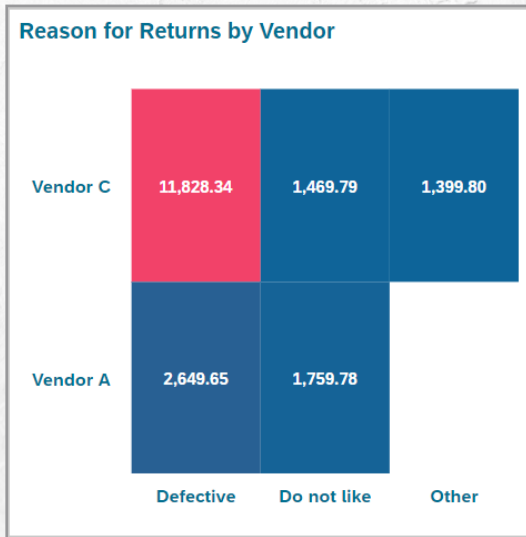 Reason for Returns by Vendor
Vendor C 11,828.34 1,469.79 1,399.80
Vendor A 2,649.65 1,759.78
Defective Do not like Other